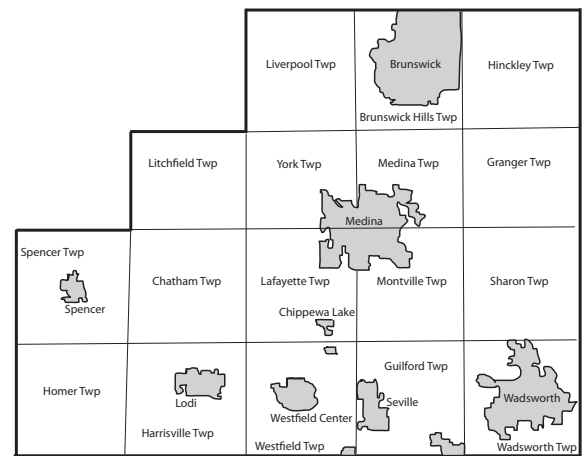 Liverpool Twp
Brunswick
Hinckley Twp
Brunswick Hills Twp
Litchfield Twp
York Twp
Medina Twp
Granger Twp
Medina
Spencer Twp
Chatham Twp
Lafayette Twp
Montville Twp
Sharon Twp
Spencer
Chippewa Lake
Guilford Twp
Homer Twp
Lodi
Seville
Wadsworth
Westfield Center
Harrisville Twp
Westfield Twp
Wadsworth Twp